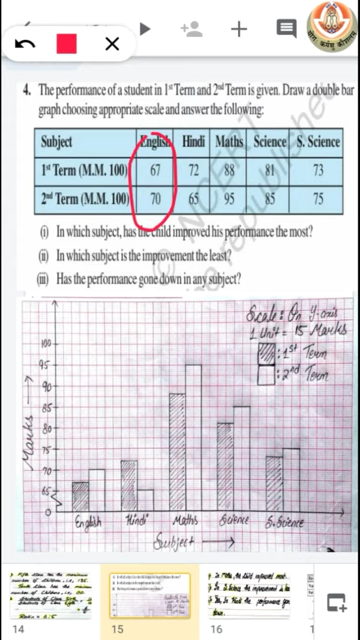 4. The performance of a student in 1st Term and 2nd Term is given. Draw a double bar
graph choosing appropriate scale and answer the following:
Subject English Hindi Maths Science S. Science
1st Term (M.M. 100) 67 72 88 81 73
2nd Term (M.M. 100) 70 65 95 85 75
(i) In which subject, has the child improved his performance the most?
(ii) In which subject is the improvement the least?
(iii) Has the performance gone down in any subject?
© NCERT
republished
Scale: On Y-axis
1 Unit = 15 Marks
: 1st Term
: 2nd Term
Marks
100
95
90
85
80
75
70
65
0
English Hindi Maths Science S.Science
Subject
14 15 16